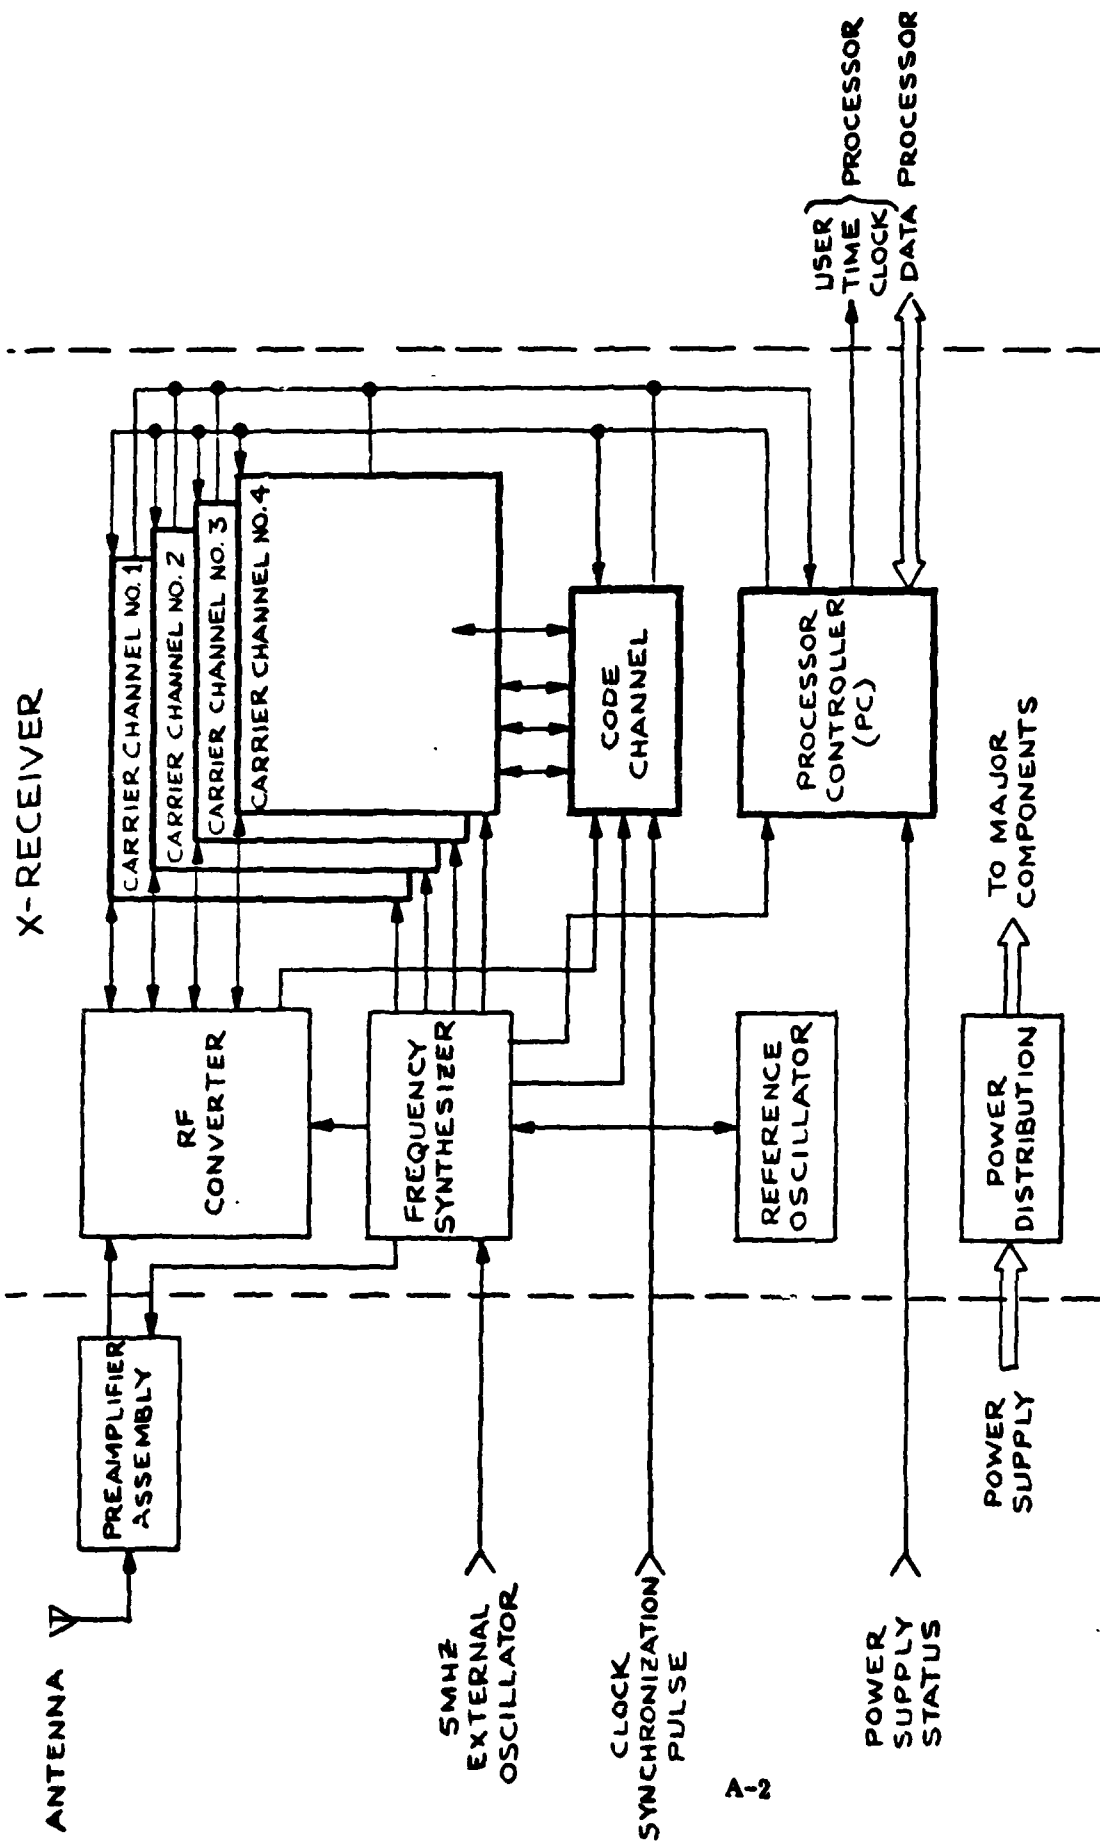 X-RECEIVER
ANTENNA
PREAMPLIFIER
ASSEMBLY
RF
CONVERTER
CARRIER CHANNEL NO. 1
CARRIER CHANNEL NO. 2
CARRIER CHANNEL NO. 3
CARRIER CHANNEL NO. 4
5MHZ
EXTERNAL
OSCILLATOR
FREQUENCY
SYNTHESIZER
CODE
CHANNEL
CLOCK
SYNCHRONIZATION
PULSE
REFERENCE
OSCILLATOR
PROCESSOR
CONTROLLER
(PC)
USER
TIME
CLOCK
PROCESSOR
DATA PROCESSOR
POWER
SUPPLY
STATUS
POWER
SUPPLY
POWER
DISTRIBUTION
TO MAJOR
COMPONENTS
A-2